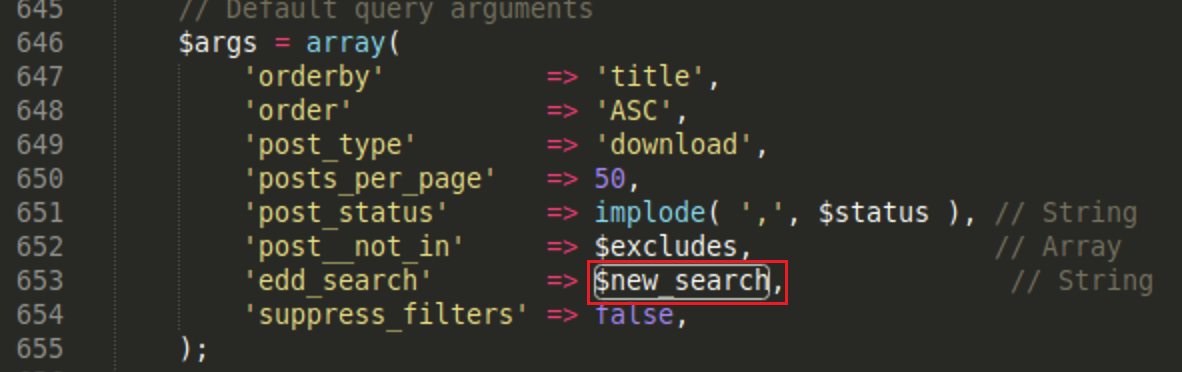 645 // Default query arguments
646 $args = array(
647 'orderby' => 'title',
648 'order' => 'ASC',
649 'post_type' => 'download',
650 'posts_per_page' => 50,
651 'post_status' => implode( ',', $status ), // String
652 'post__not_in' => $excludes, // Array
653 'edd_search' => $new_search, // String
654 'suppress_filters' => false,
655 );